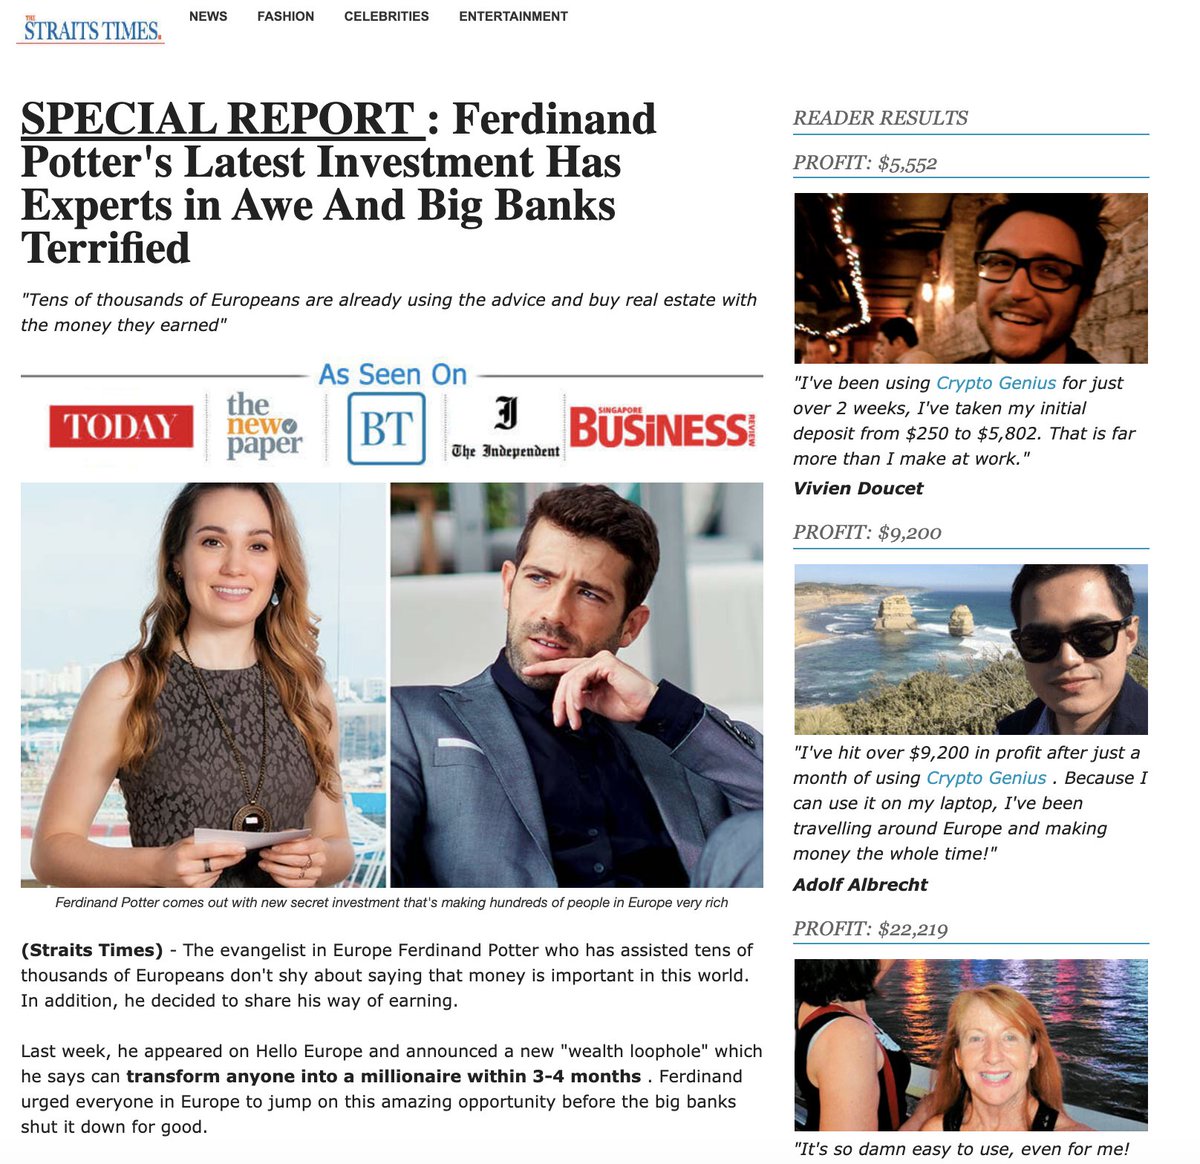 THE
STRAITS TIMES.
NEWS FASHION CELEBRITIES ENTERTAINMENT
SPECIAL REPORT : Ferdinand
Potter's Latest Investment Has
Experts in Awe And Big Banks
Terrified
"Tens of thousands of Europeans are already using the advice and buy real estate with
the money they earned"
As Seen On
TODAY
the
new
paper
BT
I
The Independent
SINGAPORE
BUSiNESS
REVIEW
Ferdinand Potter comes out with new secret investment that's making hundreds of people in Europe very rich
(Straits Times) - The evangelist in Europe Ferdinand Potter who has assisted tens of
thousands of Europeans don't shy about saying that money is important in this world.
In addition, he decided to share his way of earning.
Last week, he appeared on Hello Europe and announced a new "wealth loophole" which
he says can transform anyone into a millionaire within 3-4 months . Ferdinand
urged everyone in Europe to jump on this amazing opportunity before the big banks
shut it down for good.
READER RESULTS
PROFIT: $5,552
"I've been using Crypto Genius for just
over 2 weeks, I've taken my initial
deposit from $250 to $5,802. That is far
more than I make at work."
Vivien Doucet
PROFIT: $9,200
"I've hit over $9,200 in profit after just a
month of using Crypto Genius . Because I
can use it on my laptop, I've been
travelling around Europe and making
money the whole time!"
Adolf Albrecht
PROFIT: $22,219
"It's so damn easy to use, even for me!